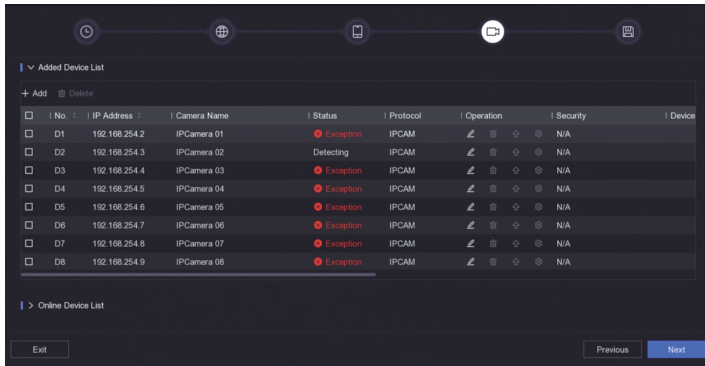 Added Device List
+ Add Delete
No. IP Address Camera Name Status Protocol Operation Security Device
D1 192.168.254.2 IPCamera 01 Exception IPCAM N/A
D2 192.168.254.3 IPCamera 02 Detecting IPCAM N/A
D3 192.168.254.4 IPCamera 03 Exception IPCAM N/A
D4 192.168.254.5 IPCamera 04 Exception IPCAM N/A
D5 192.168.254.6 IPCamera 05 Exception IPCAM N/A
D6 192.168.254.7 IPCamera 06 Exception IPCAM N/A
D7 192.168.254.8 IPCamera 07 Exception IPCAM N/A
D8 192.168.254.9 IPCamera 08 Exception IPCAM N/A
Online Device List
Exit Previous Next